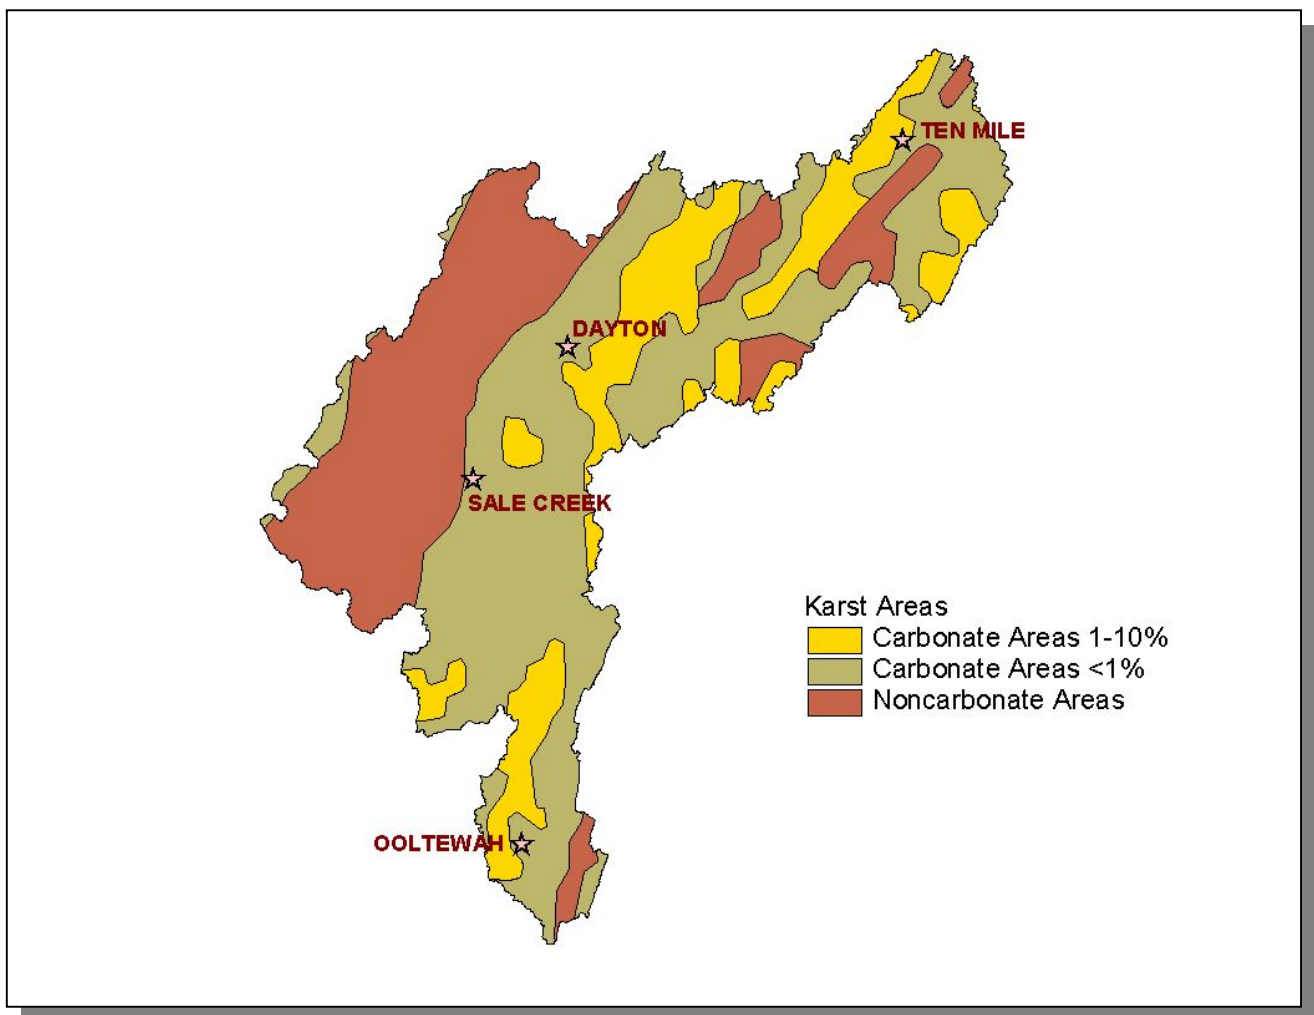 TEN MILE
DAYTON
SALE CREEK
Karst Areas
Carbonate Areas 1-10%
Carbonate Areas <1%
Noncarbonate Areas
OOLTEWAH